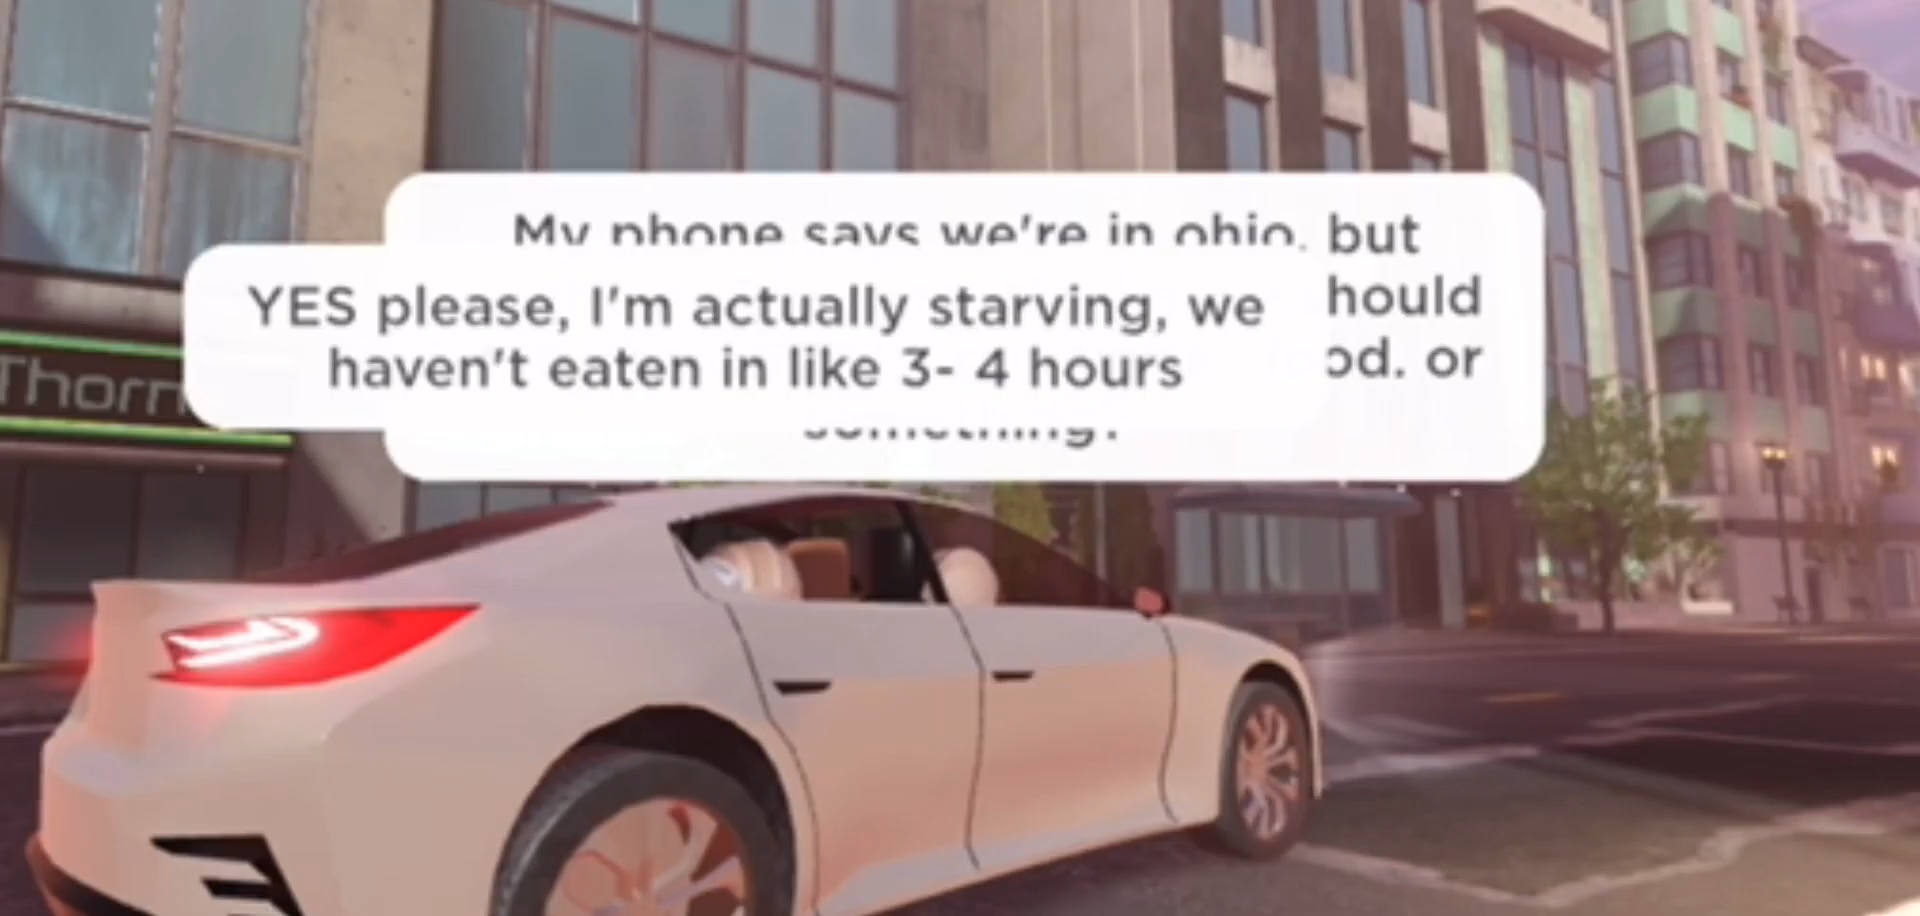 My phone says we're in ohio. but
hould
od. or
something?
YES please, I'm actually starving, we
haven't eaten in like 3- 4 hours
Thorn